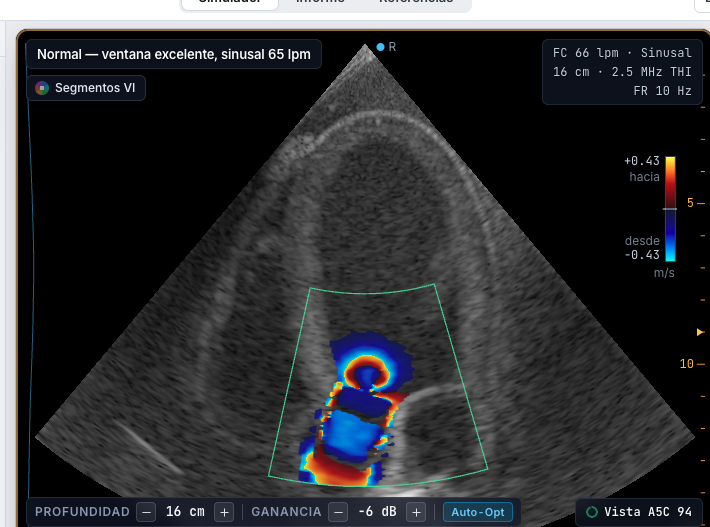 Simulador Informe Referencias
Normal — ventana excelente, sinusal 65 lpm
Segmentos VI
R
FC 66 lpm · Sinusal
16 cm · 2.5 MHz THI
FR 10 Hz
+0.43
hacia
5
desde
-0.43
m/s
10
PROFUNDIDAD − 16 cm + GANANCIA − -6 dB + Auto-Opt
Vista A5C 94